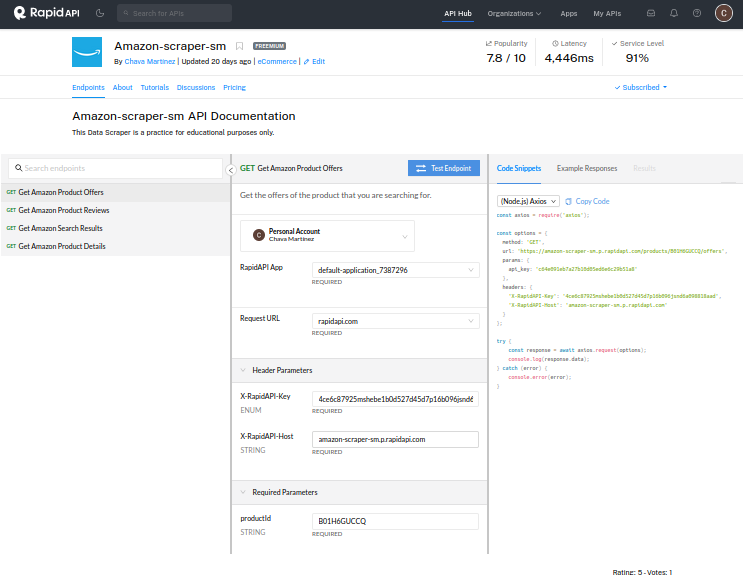 Rapid API
Search for APIs
API Hub
Organizations
Apps
My APIs
C
Amazon-scraper-sm
FREEMIUM
By Chava Martinez | Updated 20 days ago | eCommerce | Edit
Popularity
7.8 / 10
Latency
4,446ms
Service Level
91%
Endpoints
About
Tutorials
Discussions
Pricing
Subscribed
Amazon-scraper-sm API Documentation
This Data Scraper is a practice for educational purposes only.
Search endpoints
GET Get Amazon Product Offers
GET Get Amazon Product Reviews
GET Get Amazon Search Results
GET Get Amazon Product Details
GET Get Amazon Product Offers
Test Endpoint
Get the offers of the product that you are searching for.
C
Personal Account
Chava Martinez
RapidAPI App
default-application_7387296
REQUIRED
Request URL
rapidapi.com
REQUIRED
Header Parameters
X-RapidAPI-Key
ENUM
REQUIRED
X-RapidAPI-Host
STRING
amazon-scraper-sm.p.rapidapi.com
REQUIRED
Required Parameters
productId
STRING
B01H6GUCCQ
REQUIRED
Code Snippets
Example Responses
Results
(Node.js) Axios
Copy Code
const axios = require("axios");
const options = {
method: 'GET',
url: 'https://amazon-scraper-sm.p.rapidapi.com/products/B01H6GUCCQ/offers',
params: {
api_key:
},
headers: {
'X-RapidAPI-Key':
'X-RapidAPI-Host': 'amazon-scraper-sm.p.rapidapi.com'
}
};
try {
const response = await axios.request(options);
console.log(response.data);
} catch (error) {
console.error(error);
}
Rating: 5 - Votes: 1